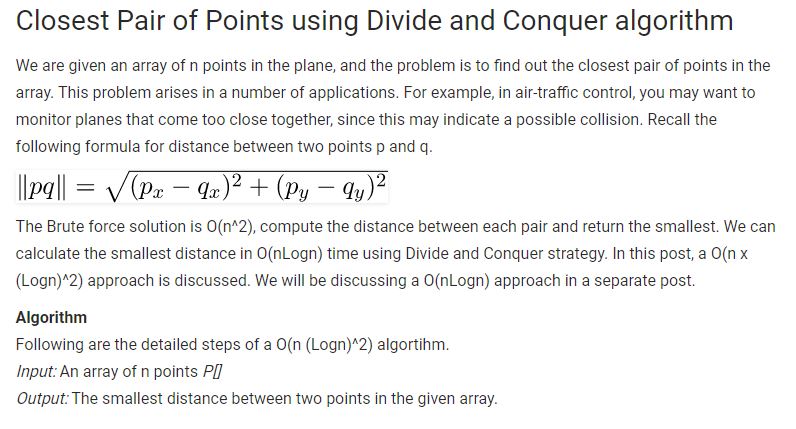 Closest Pair of Points using Divide and Conquer algorithm
We are given an array of n points in the plane, and the problem is to find out the closest pair of points in the
array. This problem arises in a number of applications. For example, in air-traffic control, you may want to
monitor planes that come too close together, since this may indicate a possible collision. Recall the
following formula for distance between two points p and q.
||pq|| = √(pₓ − qₓ)² + (p_y − q_y)²
The Brute force solution is O(n^2), compute the distance between each pair and return the smallest. We can
calculate the smallest distance in O(nLogn) time using Divide and Conquer strategy. In this post, a O(n x
(Logn)^2) approach is discussed. We will be discussing a O(nLogn) approach in a separate post.
Algorithm
Following are the detailed steps of a O(n (Logn)^2) algortihm.
Input: An array of n points P[]
Output: The smallest distance between two points in the given array.